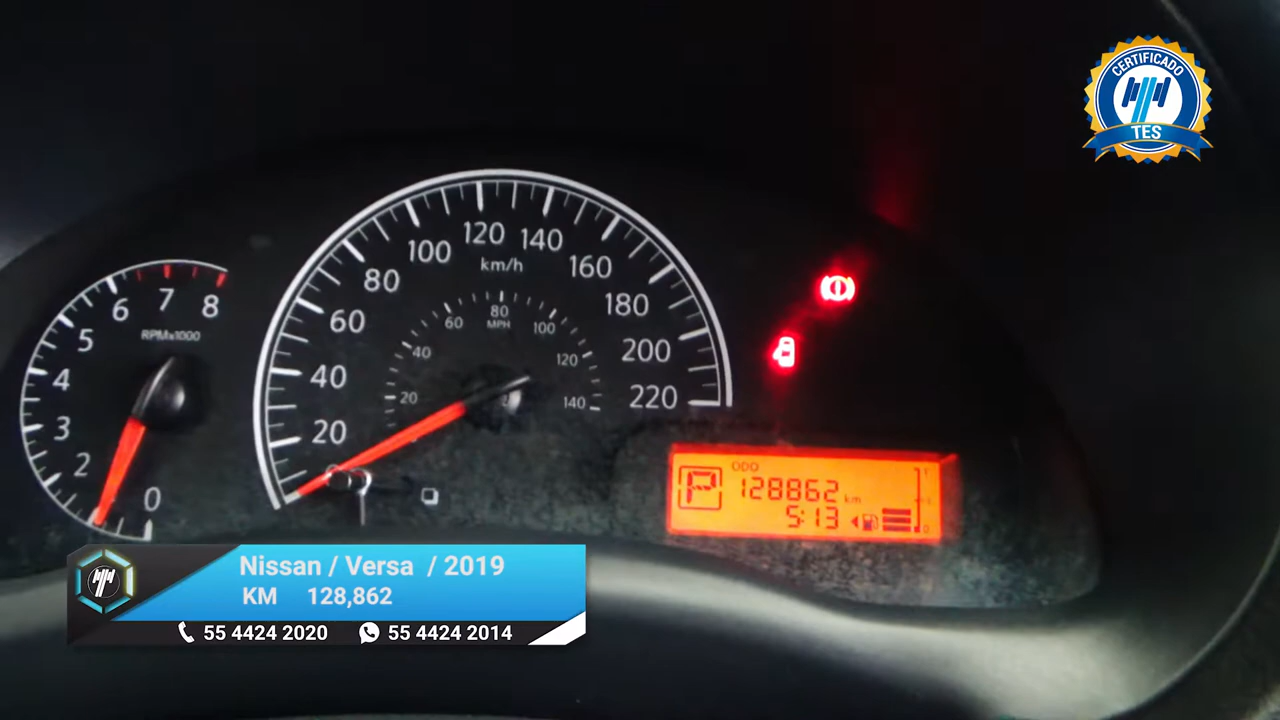 CERTIFICADO
TES
0
2
3
4
5
6
7
8
RPMx1000
20
40
60
80
100
120
140
160
180
200
220
km/h
20
40
60
80
100
120
140
MPH
P
ODO
128862 km
5:13
Nissan / Versa / 2019
KM 128,862
55 4424 2020 55 4424 2014